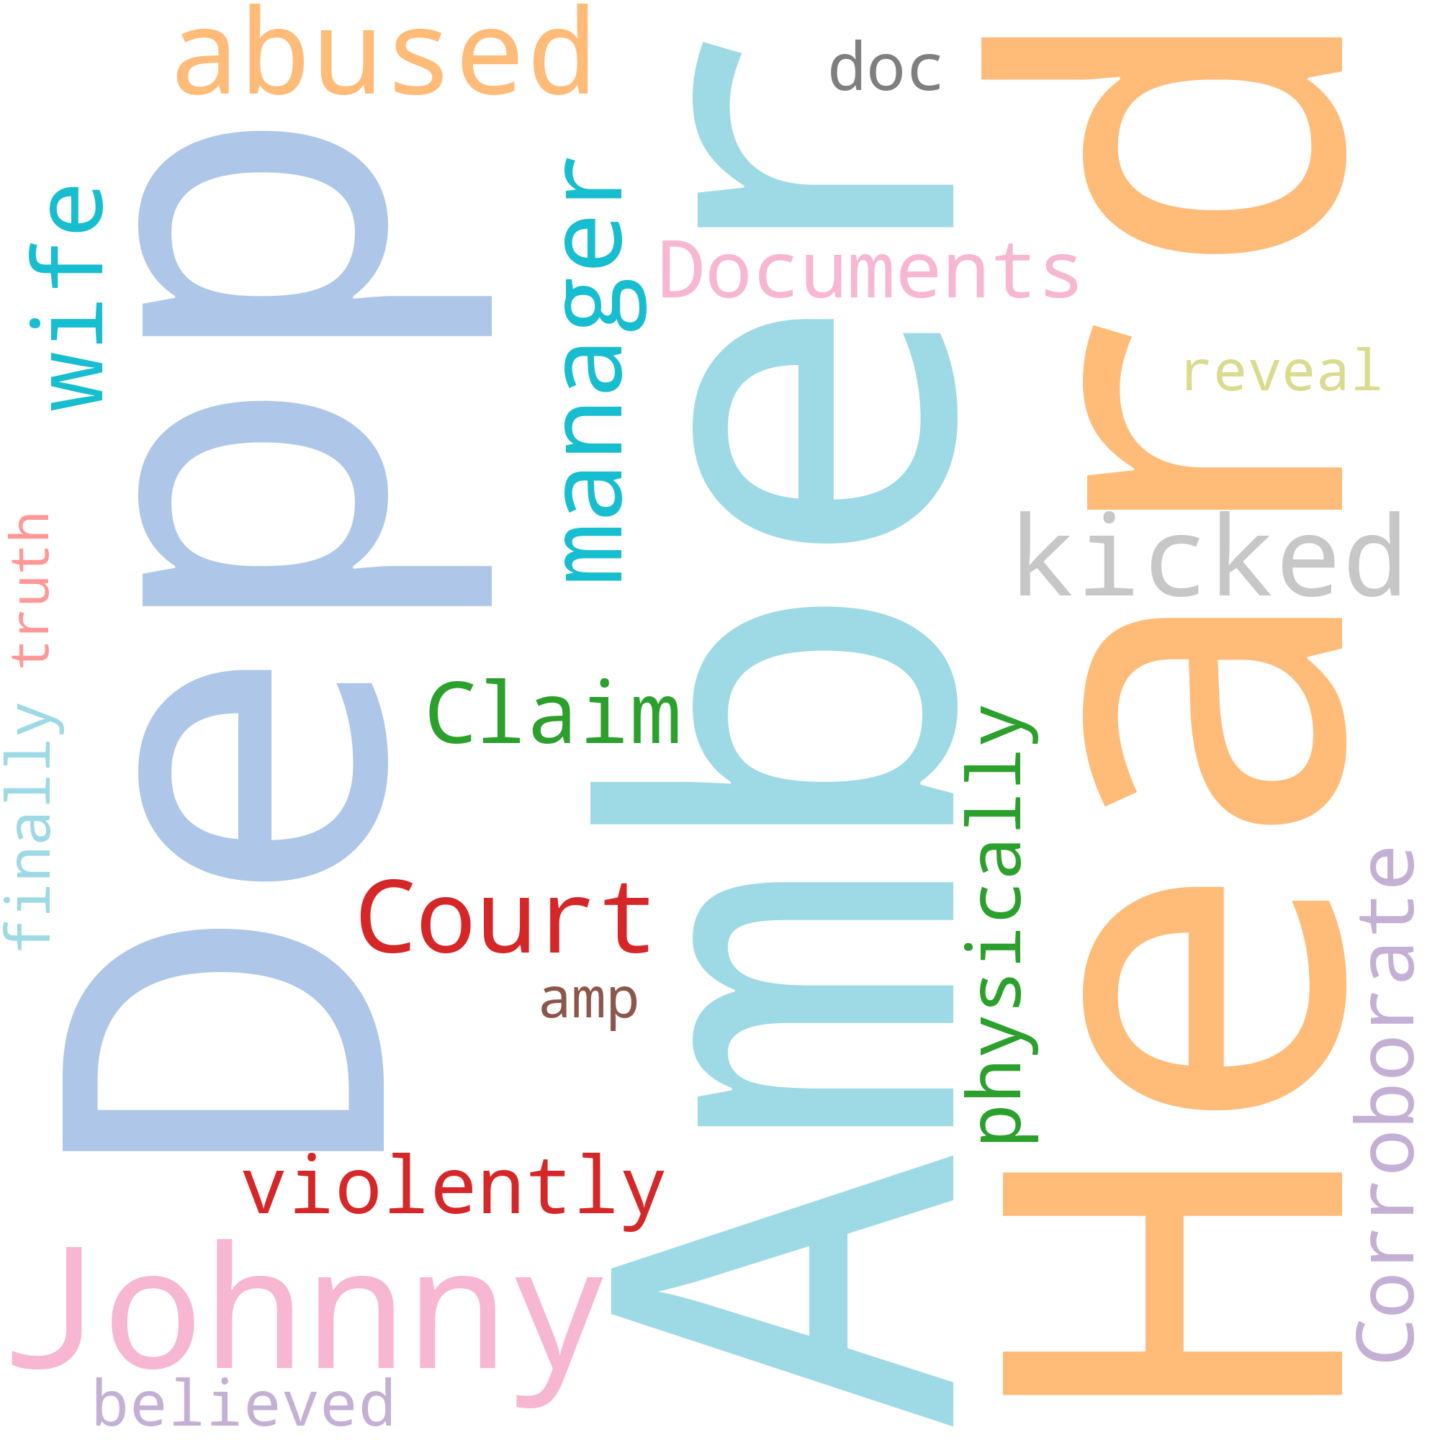 abused
doc
Depp
wife
manager
Amber
Heard
Documents
reveal
truth
kicked
finally
Claim
physically
Court
Corroborate
amp
violently
Johnny
believed